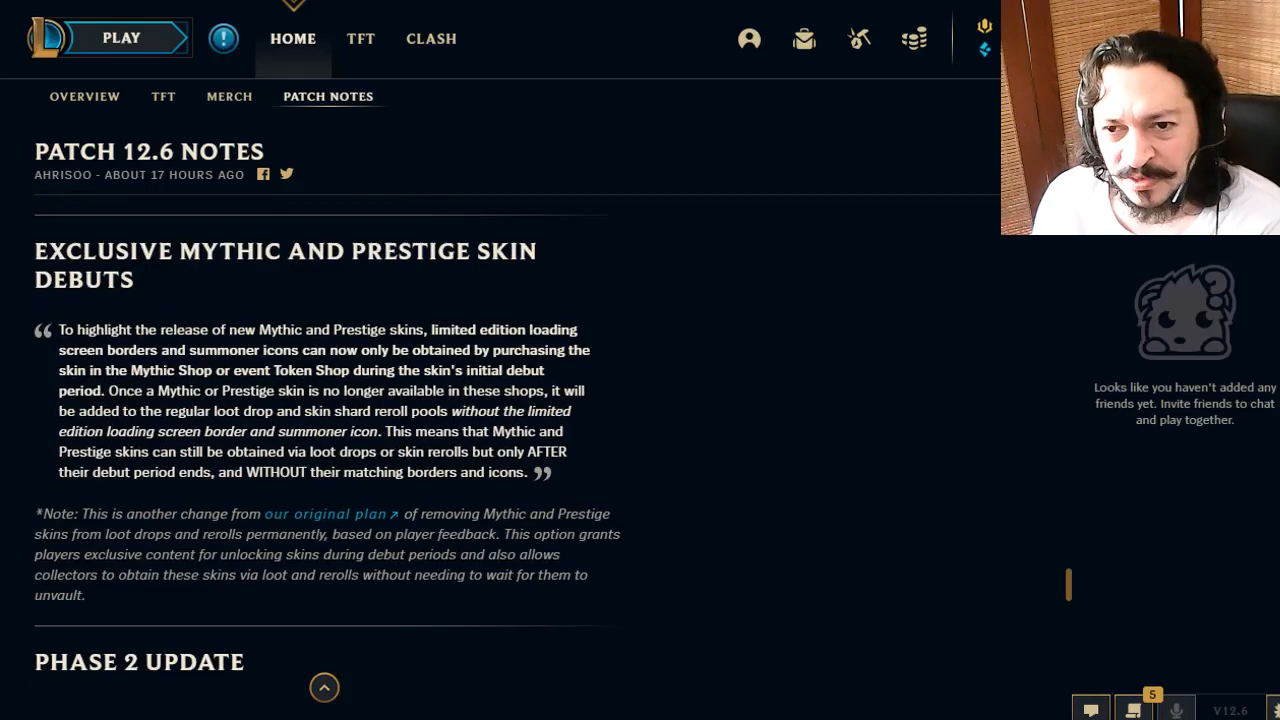 PLAY
HOME
TFT
CLASH
OVERVIEW
TFT
MERCH
PATCH NOTES
PATCH 12.6 NOTES
AHRISOO - ABOUT 17 HOURS AGO
EXCLUSIVE MYTHIC AND PRESTIGE SKIN
DEBUTS
“ To highlight the release of new Mythic and Prestige skins, limited edition loading
screen borders and summoner icons can now only be obtained by purchasing the
skin in the Mythic Shop or event Token Shop during the skin's initial debut
period. Once a Mythic or Prestige skin is no longer available in these shops, it will
be added to the regular loot drop and skin shard reroll pools without the limited
edition loading screen border and summoner icon. This means that Mythic and
Prestige skins can still be obtained via loot drops or skin rerolls but only AFTER
their debut period ends, and WITHOUT their matching borders and icons. ”
*Note: This is another change from our original plan↗ of removing Mythic and Prestige
skins from loot drops and rerolls permanently, based on player feedback. This option grants
players exclusive content for unlocking skins during debut periods and also allows
collectors to obtain these skins via loot and rerolls without needing to wait for them to
unvault.
PHASE 2 UPDATE
Looks like you haven't added any
friends yet. Invite friends to chat
and play together.
5
V12.6